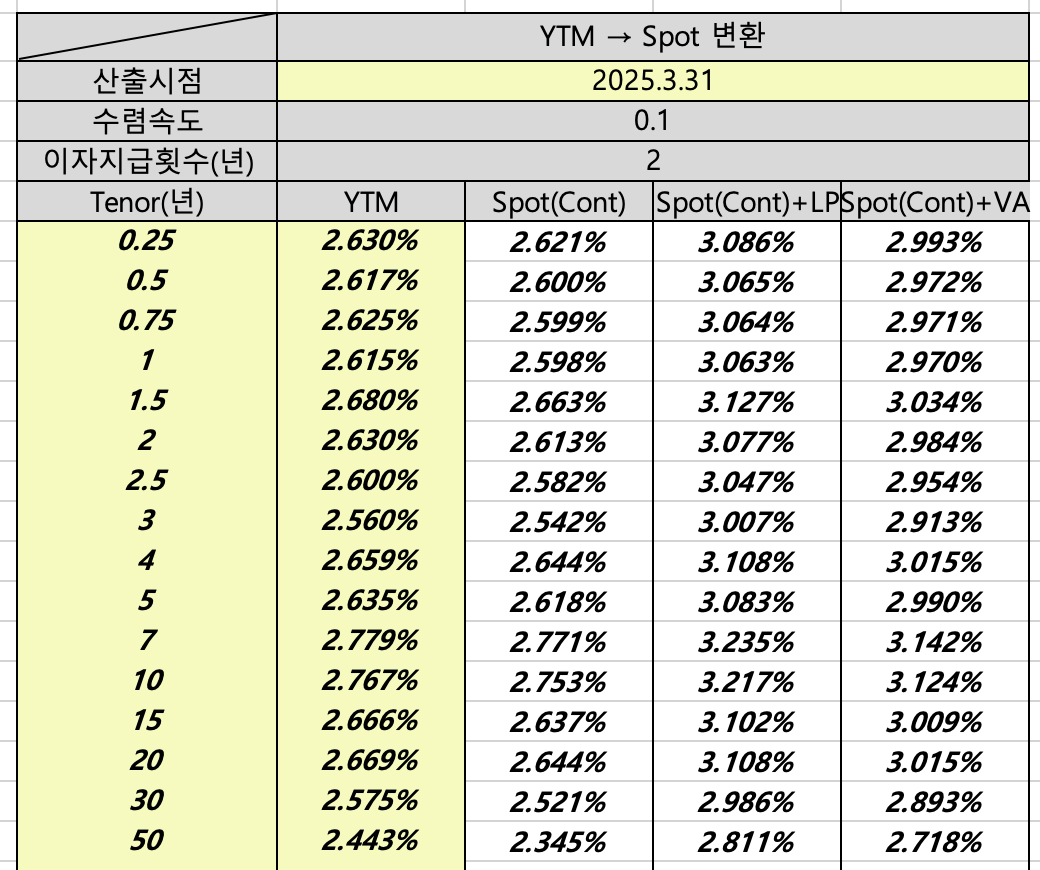 YTM → Spot 변환
산출시점 2025.3.31
수렴속도 0.1
이자지급횟수(년) 2
Tenor(년) YTM Spot(Cont) Spot(Cont)+LP Spot(Cont)+VA
0.25 2.630% 2.621% 3.086% 2.993%
0.5 2.617% 2.600% 3.065% 2.972%
0.75 2.625% 2.599% 3.064% 2.971%
1 2.615% 2.598% 3.063% 2.970%
1.5 2.680% 2.663% 3.127% 3.034%
2 2.630% 2.613% 3.077% 2.984%
2.5 2.600% 2.582% 3.047% 2.954%
3 2.560% 2.542% 3.007% 2.913%
4 2.659% 2.644% 3.108% 3.015%
5 2.635% 2.618% 3.083% 2.990%
7 2.779% 2.771% 3.235% 3.142%
10 2.767% 2.753% 3.217% 3.124%
15 2.666% 2.637% 3.102% 3.009%
20 2.669% 2.644% 3.108% 3.015%
30 2.575% 2.521% 2.986% 2.893%
50 2.443% 2.345% 2.811% 2.718%